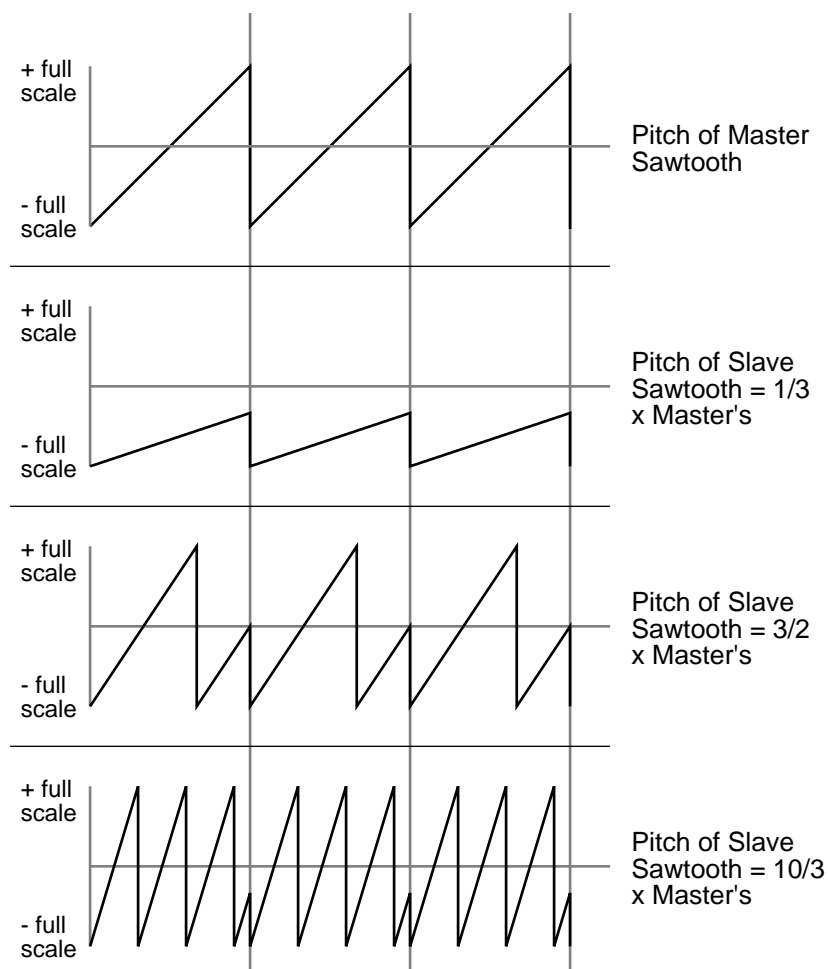 + full
scale
- full
scale
Pitch of Master
Sawtooth
+ full
scale
- full
scale
Pitch of Slave
Sawtooth = 1/3
x Master's
+ full
scale
- full
scale
Pitch of Slave
Sawtooth = 3/2
x Master's
+ full
scale
- full
scale
Pitch of Slave
Sawtooth = 10/3
x Master's